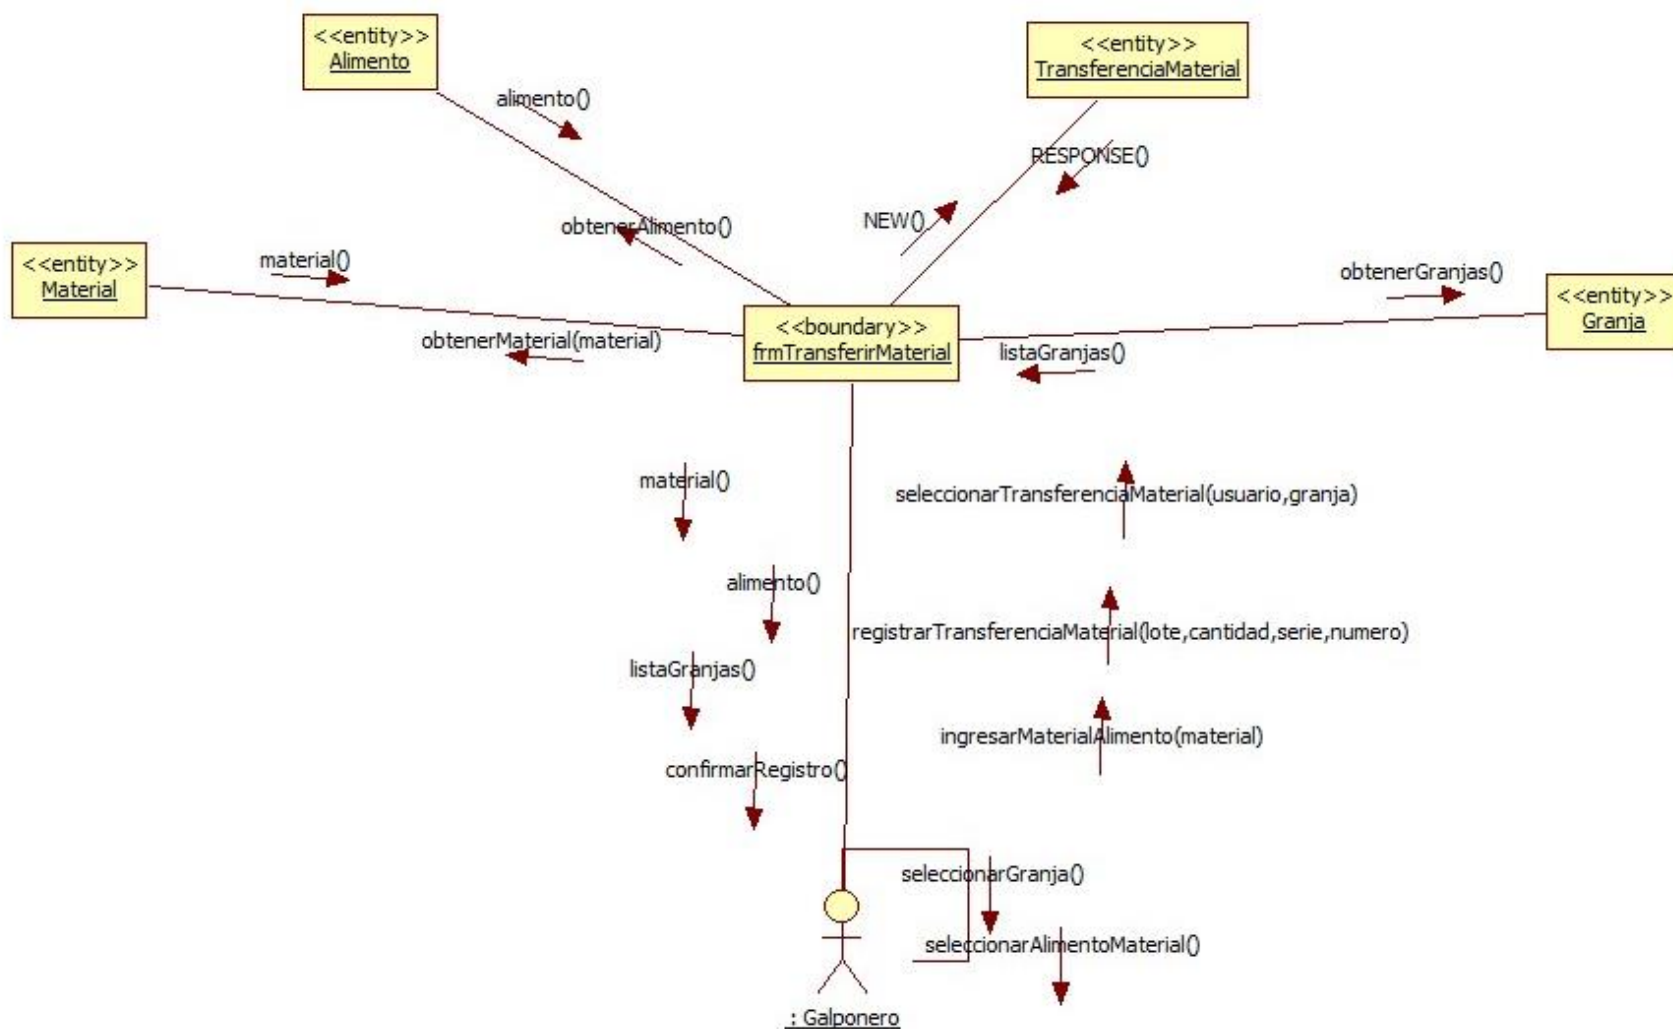 <<entity>>
Alimento
<<entity>>
TransferenciaMaterial
alimento()
RESPONSE()
obtenerAlimento()
NEW()
<<entity>>
Material
material()
obtenerGranjas()
<<entity>>
Granja
obtenerMaterial(material)
<<boundary>>
frmTransferirMaterial
listaGranjas()
material()
seleccionarTransferenciaMaterial(usuario,granja)
alimento()
registrarTransferenciaMaterial(lote,cantidad,serie,numero)
listaGranjas()
ingresarMaterialAlimento(material)
confirmarRegistro()
seleccionarGranja()
seleccionarAlimentoMaterial()
: Galponero